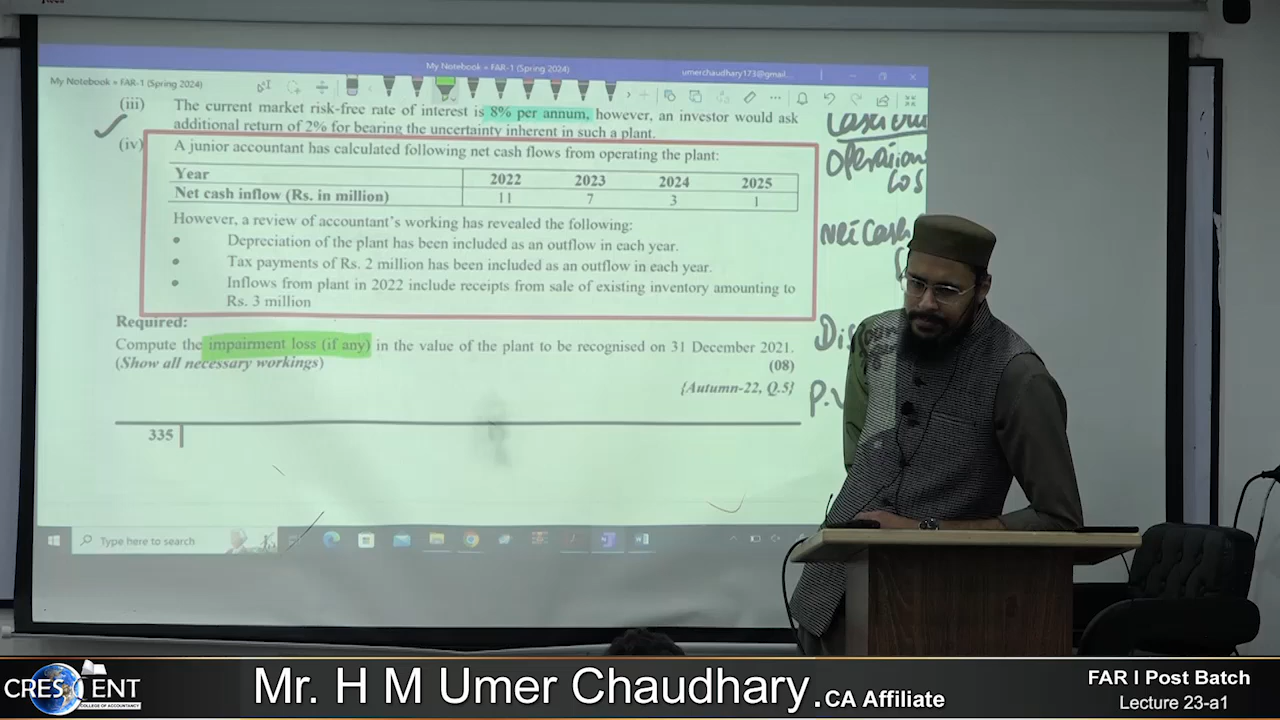 My Notebook » FAR-1 (Spring 2024)
umerchaudhary173@gmail...
My Notebook » FAR-1 (Spring 2024)
(iii) The current market risk-free rate of interest is 8% per annum, however, an investor would ask
additional return of 2% for bearing the uncertainty inherent in such a plant.
(iv) A junior accountant has calculated following net cash flows from operating the plant:
Year 2022 2023 2024 2025
Net cash inflow (Rs. in million) 11 7 3 1
However, a review of accountant's working has revealed the following:
• Depreciation of the plant has been included as an outflow in each year.
• Tax payments of Rs. 2 million has been included as an outflow in each year.
• Inflows from plant in 2022 include receipts from sale of existing inventory amounting to
Rs. 3 million
Required:
Compute the impairment loss (if any) in the value of the plant to be recognised on 31 December 2021.
(Show all necessary workings) (08)
{Autumn-22, Q.5}
335
Operation
Cos
Net Cash
P.V
Type here to search
CRESCENT
COLLEGE OF ACCOUNTANCY
Mr. H M Umer Chaudhary .CA Affiliate
FAR I Post Batch
Lecture 23-a1